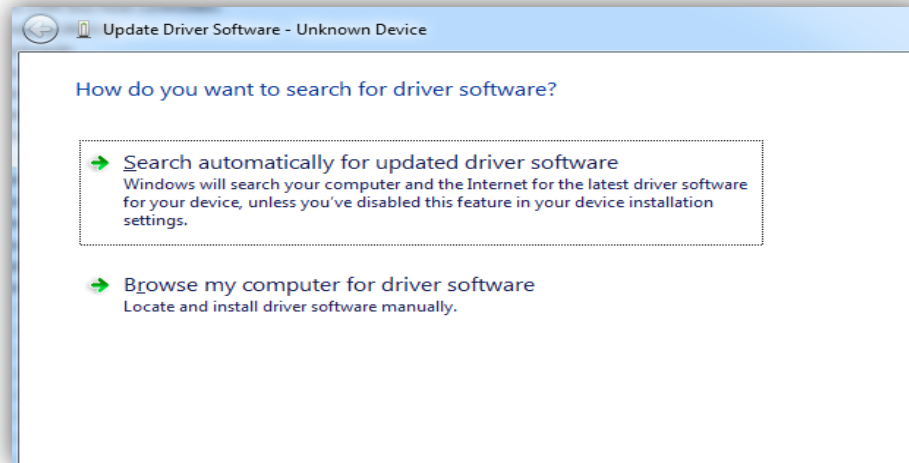 Update Driver Software - Unknown Device
How do you want to search for driver software?
Search automatically for updated driver software
Windows will search your computer and the Internet for the latest driver software
for your device, unless you've disabled this feature in your device installation
settings.
Browse my computer for driver software
Locate and install driver software manually.